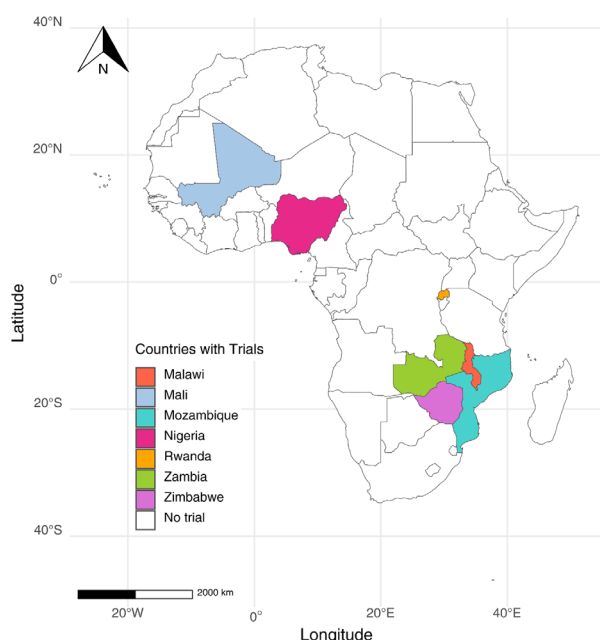 40°N
N
20°N
0°
20°S
40°S
Latitude
Countries with Trials
Malawi
Mali
Mozambique
Nigeria
Rwanda
Zambia
Zimbabwe
No trial
2000 km
20°W
0°
20°E
40°E
Longitude